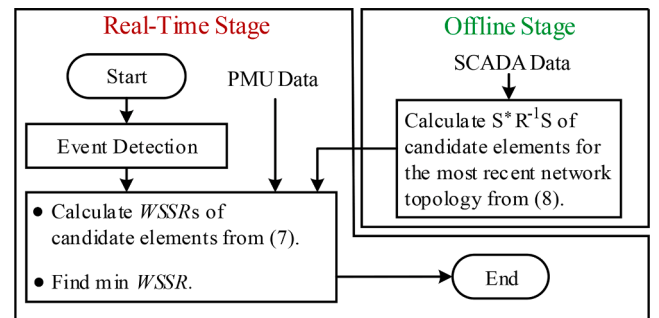 Real-Time Stage
Start
PMU Data
Event Detection
● Calculate WSSRs of
candidate elements from (7).
● Find min WSSR.
End
Offline Stage
SCADA Data
Calculate S* R⁻¹S of
candidate elements for
the most recent network
topology from (8).